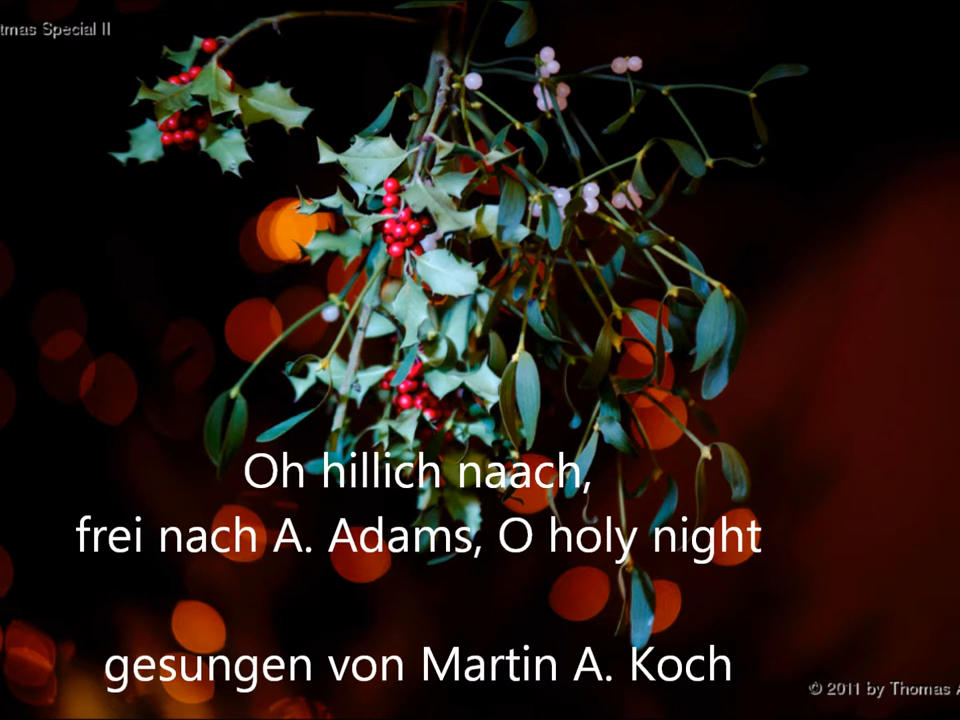 tmas Special II
Oh hillich naach,
frei nach A. Adams, O holy night
gesungen von Martin A. Koch
© 2011 by Thomas A